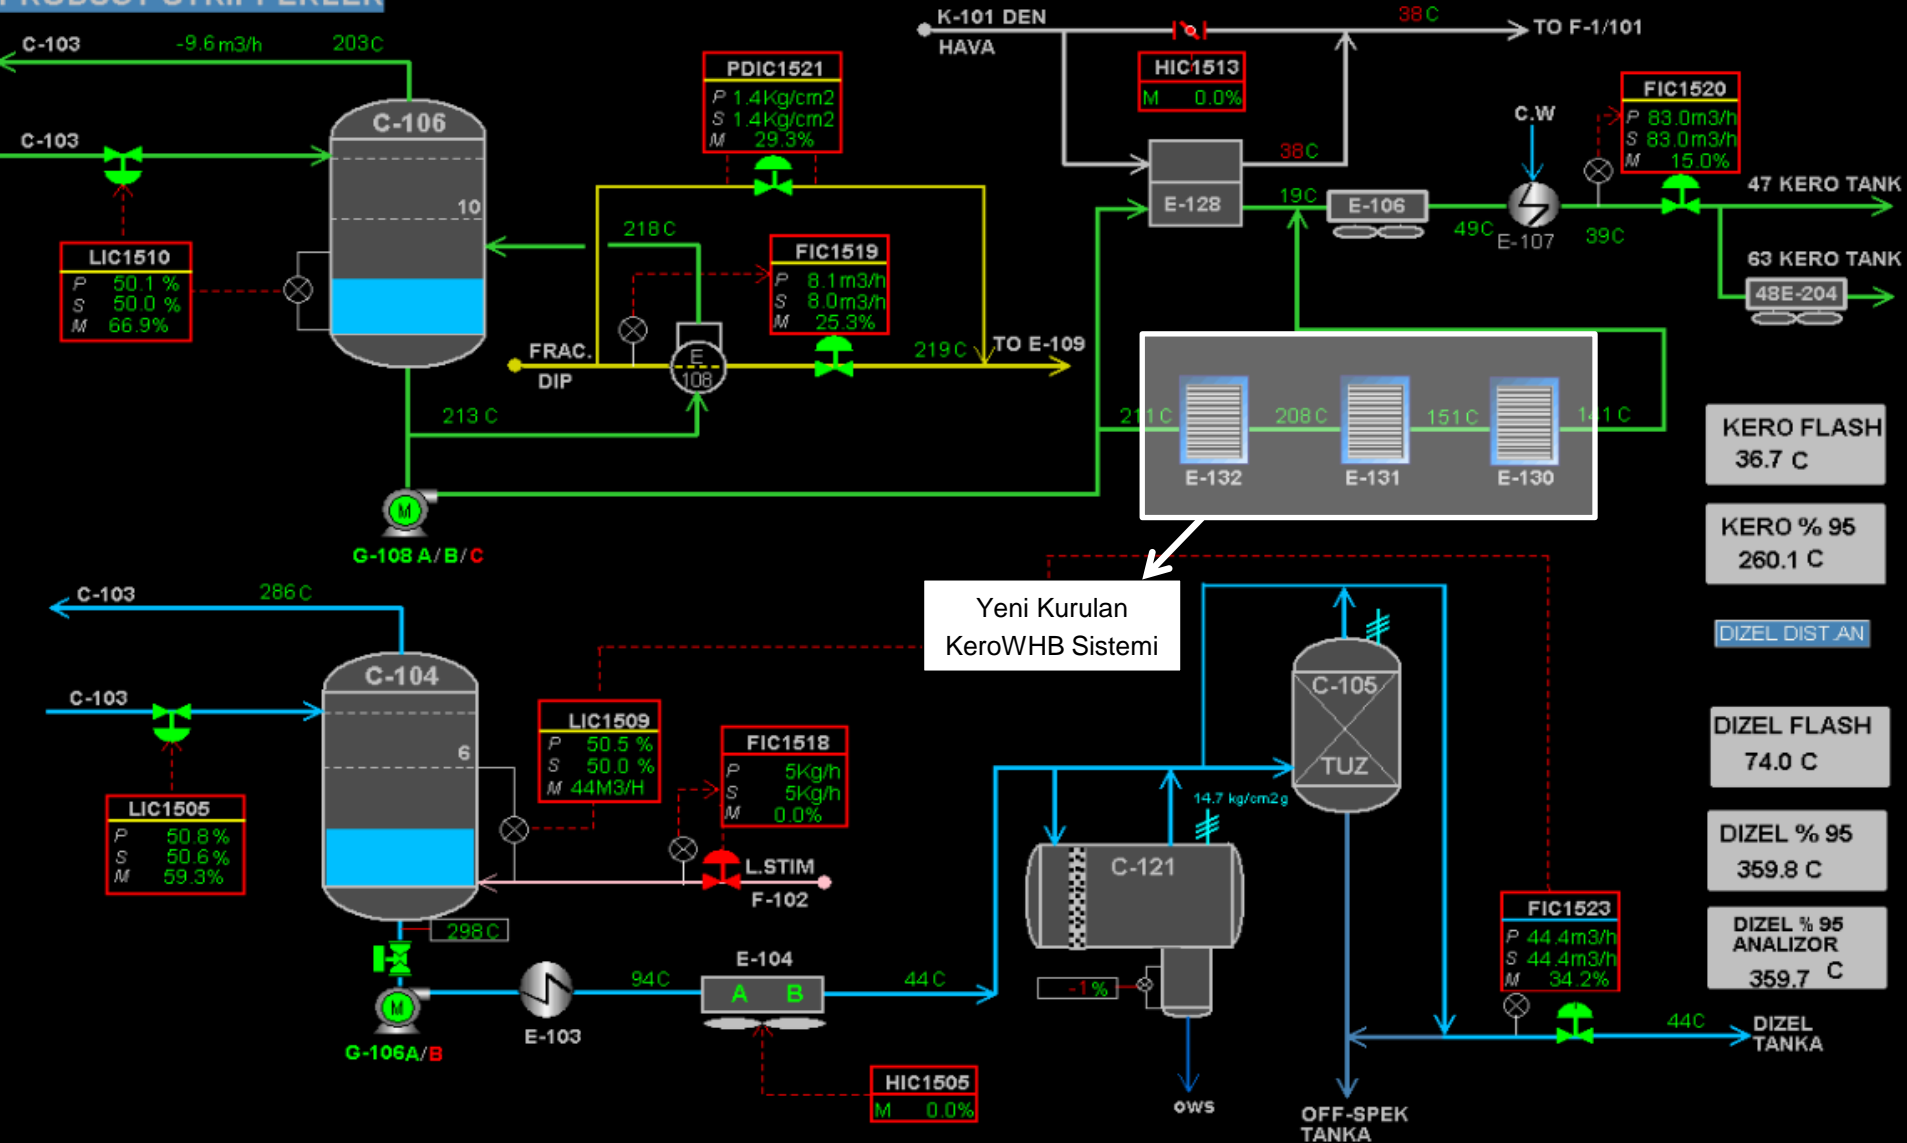 C-103
-9.6 m3/h
203C
C-103
C-106
10
LIC1510
P 50.1 %
S 50.0 %
M 66.9%
213 C
G-108 A/B/C
218C
PDIC1521
P 1.4Kg/cm2
S 1.4Kg/cm2
M 29.3%
FIC1519
P 8.1m3/h
S 8.0m3/h
M 25.3%
FRAC.
DIP
E
108
219C
TO E-109
K-101 DEN
HAVA
38C
TO F-1/101
HIC1513
M 0.0%
38C
E-128
19C
E-106
49C
C.W
E-107
39C
FIC1520
P 83.0m3/h
S 83.0m3/h
M 15.0%
47 KERO TANK
63 KERO TANK
48E-204
211C
208C
151C
141C
E-132
E-131
E-130
KERO FLASH
36.7 C
KERO % 95
260.1 C
DIZEL DIST.AN
DIZEL FLASH
74.0 C
DIZEL % 95
359.8 C
DIZEL % 95
ANALIZOR
359.7 C
Yeni Kurulan
KeroWHB Sistemi
C-103
286C
C-103
C-104
6
LIC1505
P 50.8%
S 50.6%
M 59.3%
LIC1509
P 50.5 %
S 50.0 %
M 44M3/H
FIC1518
P 5Kg/h
S 5Kg/h
M 0.0%
L.STIM
F-102
298C
G-106A/B
E-103
94C
E-104
A B
44C
HIC1505
M 0.0%
C-105
TUZ
14.7 kg/cm2g
C-121
-1%
OWS
OFF-SPEK
TANKA
FIC1523
P 44.4m3/h
S 44.4m3/h
M 34.2%
44C
DIZEL
TANKA